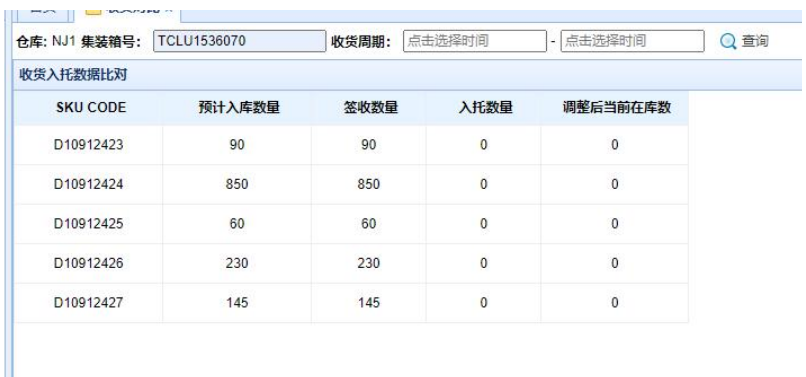 仓库: NJ1 集装箱号: TCLU1536070 收货周期: 点击选择时间 - 点击选择时间 查询
收货入托数据比对
SKU CODE 预计入库数量 签收数量 入托数量 调整后当前在库数
D10912423 90 90 0 0
D10912424 850 850 0 0
D10912425 60 60 0 0
D10912426 230 230 0 0
D10912427 145 145 0 0